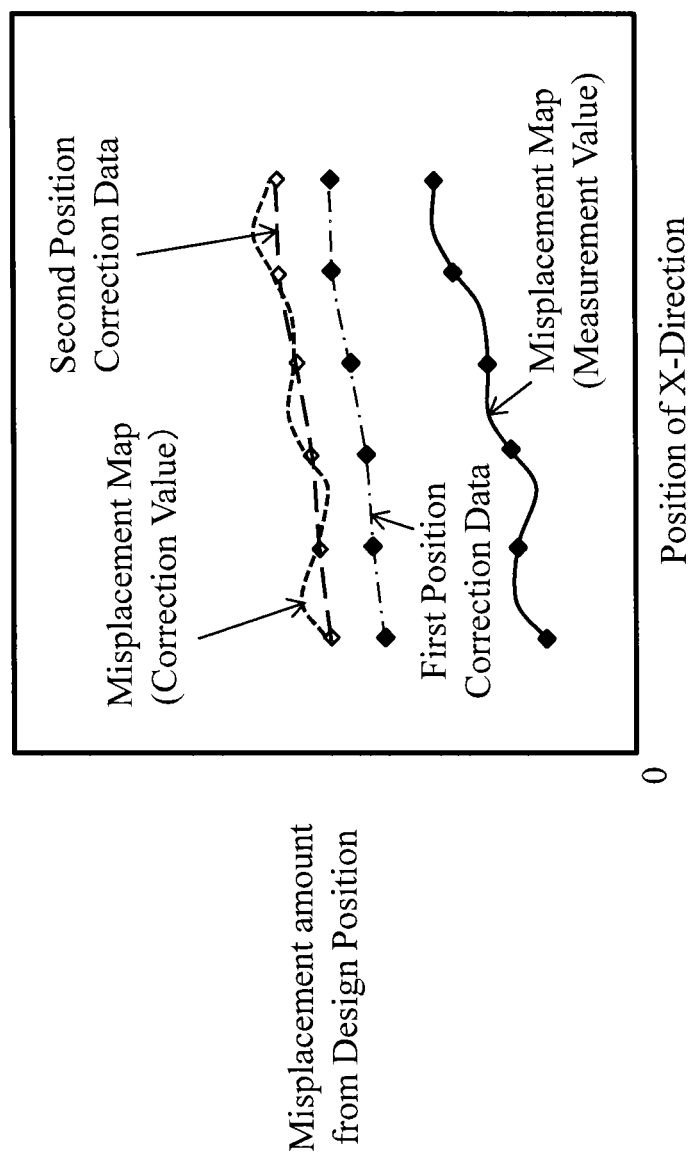 Second Position
Correction Data
Misplacement Map
(Correction Value)
First Position
Correction Data
Misplacement Map
(Measurement Value)
Misplacement amount
from Design Position
0
Position of X-Direction